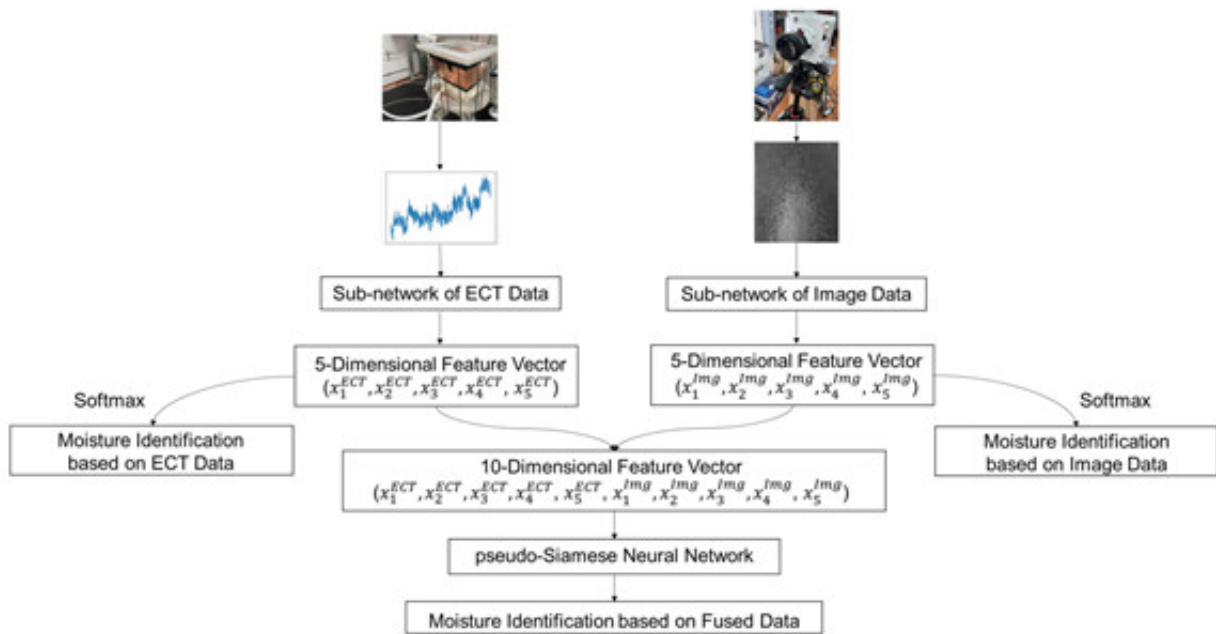 Sub-network of ECT Data
Sub-network of Image Data
5-Dimensional Feature Vector
(x₁ᴱᶜᵀ, x₂ᴱᶜᵀ, x₃ᴱᶜᵀ, x₄ᴱᶜᵀ, x₅ᴱᶜᵀ)
5-Dimensional Feature Vector
(x₁ᴵᵐᵍ, x₂ᴵᵐᵍ, x₃ᴵᵐᵍ, x₄ᴵᵐᵍ, x₅ᴵᵐᵍ)
Softmax
Softmax
Moisture Identification
based on ECT Data
Moisture Identification
based on Image Data
10-Dimensional Feature Vector
(x₁ᴱᶜᵀ, x₂ᴱᶜᵀ, x₃ᴱᶜᵀ, x₄ᴱᶜᵀ, x₅ᴱᶜᵀ, x₁ᴵᵐᵍ, x₂ᴵᵐᵍ, x₃ᴵᵐᵍ, x₄ᴵᵐᵍ, x₅ᴵᵐᵍ)
pseudo-Siamese Neural Network
Moisture Identification based on Fused Data